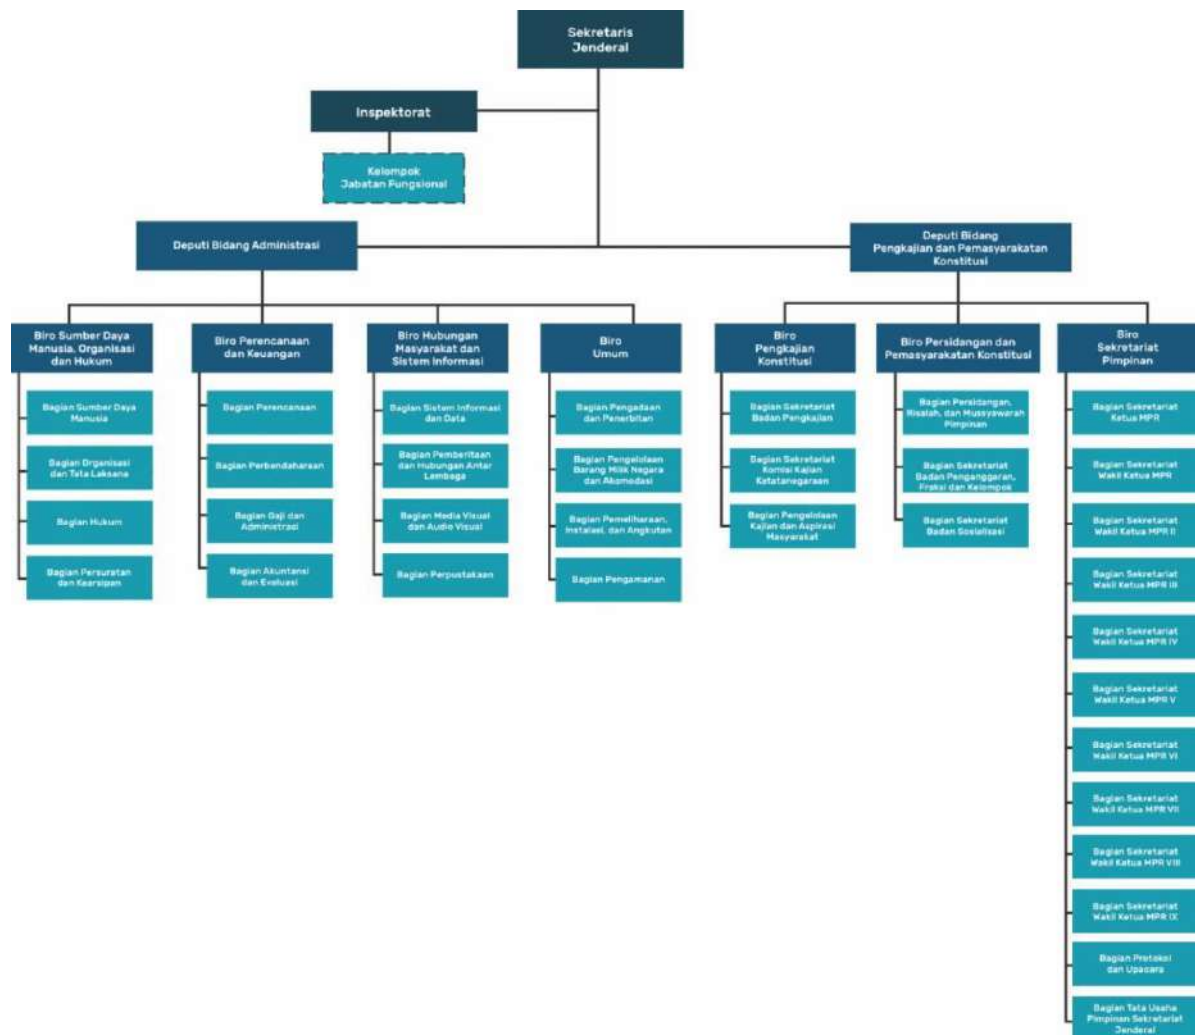 Sekretaris
Jenderal
Inspektorat
Kelompok
Jabatan Fungsional
Deputi Bidang Administrasi
Deputi Bidang
Pengkajian dan Pemasyarakatan
Konstitusi
Biro Sumber Daya
Manusia, Organisasi
dan Hukum
Bagian Sumber Daya
Manusia
Bagian Organisasi
dan Tata Laksana
Bagian Hukum
Bagian Persuratan
dan Kearsipan
Biro Perencanaan
dan Keuangan
Bagian Perencanaan
Bagian Perbendaharaan
Bagian Gaji dan
Administrasi
Bagian Akuntansi
dan Evaluasi
Biro Hubungan
Masyarakat dan
Sistem Informasi
Bagian Sistem Informasi
dan Data
Bagian Pemberitaan
dan Hubungan Antar
Lembaga
Bagian Media Visual
dan Audio Visual
Bagian Perpustakaan
Biro
Umum
Bagian Pengadaan
dan Penerbitan
Bagian Pengelolaan
Barang Milik Negara
dan Akomodasi
Bagian Pemeliharaan,
Instalasi, dan Angkutan
Bagian Pengamanan
Biro
Pengkajian
Konstitusi
Bagian Sekretariat
Badan Pengkajian
Bagian Sekretariat
Komisi Kajian
Ketatanegaraan
Bagian Pengelolaan
Kajian dan Aspirasi
Masyarakat
Biro Persidangan dan
Pemasyarakatan Konstitusi
Bagian Persidangan,
Risalah, dan Mussyawarah
Pimpinan
Bagian Sekretariat
Badan Penganggaran,
Fraksi dan Kelompok
Bagian Sekretariat
Badan Sosialisasi
Biro
Sekretariat
Pimpinan
Bagian Sekretariat
Ketua MPR
Bagian Sekretariat
Wakil Ketua MPR
Bagian Sekretariat
Wakil Ketua MPR II
Bagian Sekretariat
Wakil Ketua MPR III
Bagian Sekretariat
Wakil Ketua MPR IV
Bagian Sekretariat
Wakil Ketua MPR V
Bagian Sekretariat
Wakil Ketua MPR VI
Bagian Sekretariat
Wakil Ketua MPR VII
Bagian Sekretariat
Wakil Ketua MPR VIII
Bagian Sekretariat
Wakil Ketua MPR IX
Bagian Protokol
dan Upacara
Bagian Tata Usaha
Pimpinan Sekretariat
Jenderal